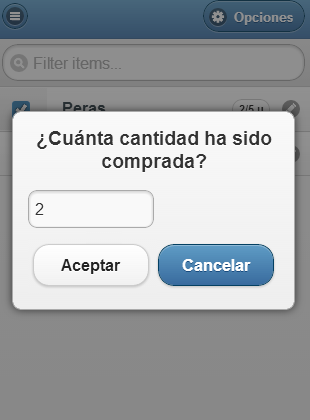 Opciones
Filter items...
Peras
2/5 u
¿Cuánta cantidad ha sido
comprada?
2
Aceptar
Cancelar